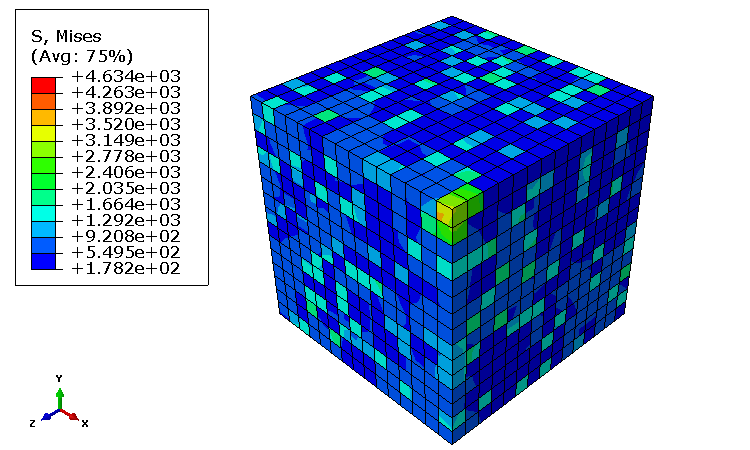 S, Mises
(Avg: 75%)
+4.634e+03
+4.263e+03
+3.892e+03
+3.520e+03
+3.149e+03
+2.778e+03
+2.406e+03
+2.035e+03
+1.664e+03
+1.292e+03
+9.208e+02
+5.495e+02
+1.782e+02
Y
Z
X